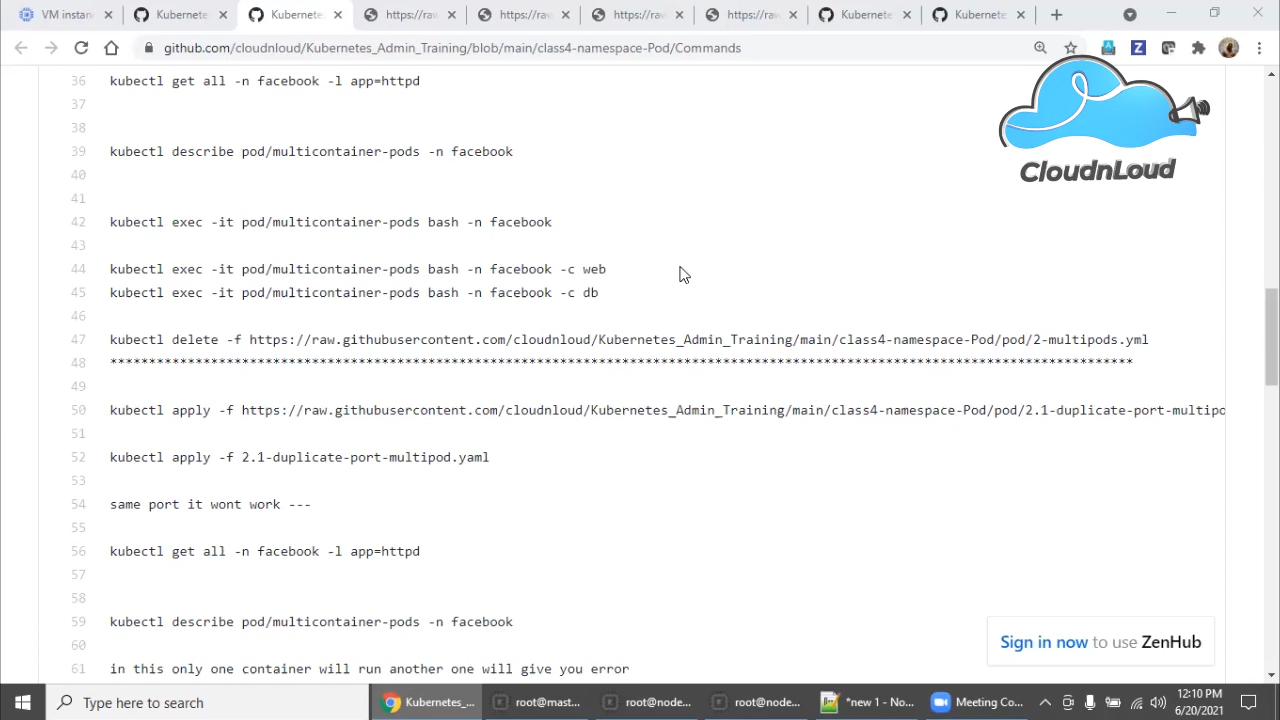 VM instanc
Kubernete
Kubernete
https://raw
https://raw
https://raw
https://raw
Kubernete
Kubernete
github.com/cloudnloud/Kubernetes_Admin_Training/blob/main/class4-namespace-Pod/Commands
36 kubectl get all -n facebook -l app=httpd
37
38
39 kubectl describe pod/multicontainer-pods -n facebook
40
41
42 kubectl exec -it pod/multicontainer-pods bash -n facebook
43
44 kubectl exec -it pod/multicontainer-pods bash -n facebook -c web
45 kubectl exec -it pod/multicontainer-pods bash -n facebook -c db
46
47 kubectl delete -f https://raw.githubusercontent.com/cloudnloud/Kubernetes_Admin_Training/main/class4-namespace-Pod/pod/2-multipods.yml
48 ************************************************************************************************************************************
49
50 kubectl apply -f https://raw.githubusercontent.com/cloudnloud/Kubernetes_Admin_Training/main/class4-namespace-Pod/pod/2.1-duplicate-port-multipo
51
52 kubectl apply -f 2.1-duplicate-port-multipod.yaml
53
54 same port it wont work ---
55
56 kubectl get all -n facebook -l app=httpd
57
58
59 kubectl describe pod/multicontainer-pods -n facebook
60
61 in this only one container will run another one will give you error
CloudnLoud
Sign in now to use ZenHub
Type here to search
Kubernetes_...
root@mast...
root@node...
root@node...
*new 1 - No...
Meeting Co...
12:10 PM
6/20/2021